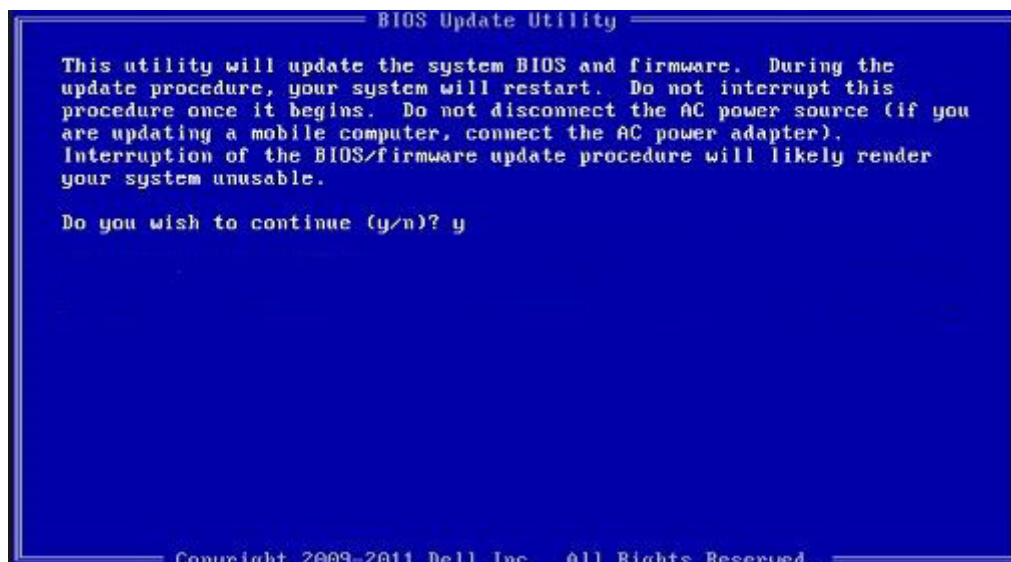 BIOS Update Utility
This utility will update the system BIOS and firmware. During the
update procedure, your system will restart. Do not interrupt this
procedure once it begins. Do not disconnect the AC power source (if you
are updating a mobile computer, connect the AC power adapter).
Interruption of the BIOS/firmware update procedure will likely render
your system unusable.
Do you wish to continue (y/n)? y
Copyright 2009-2011 Dell Inc. All Rights Reserved.